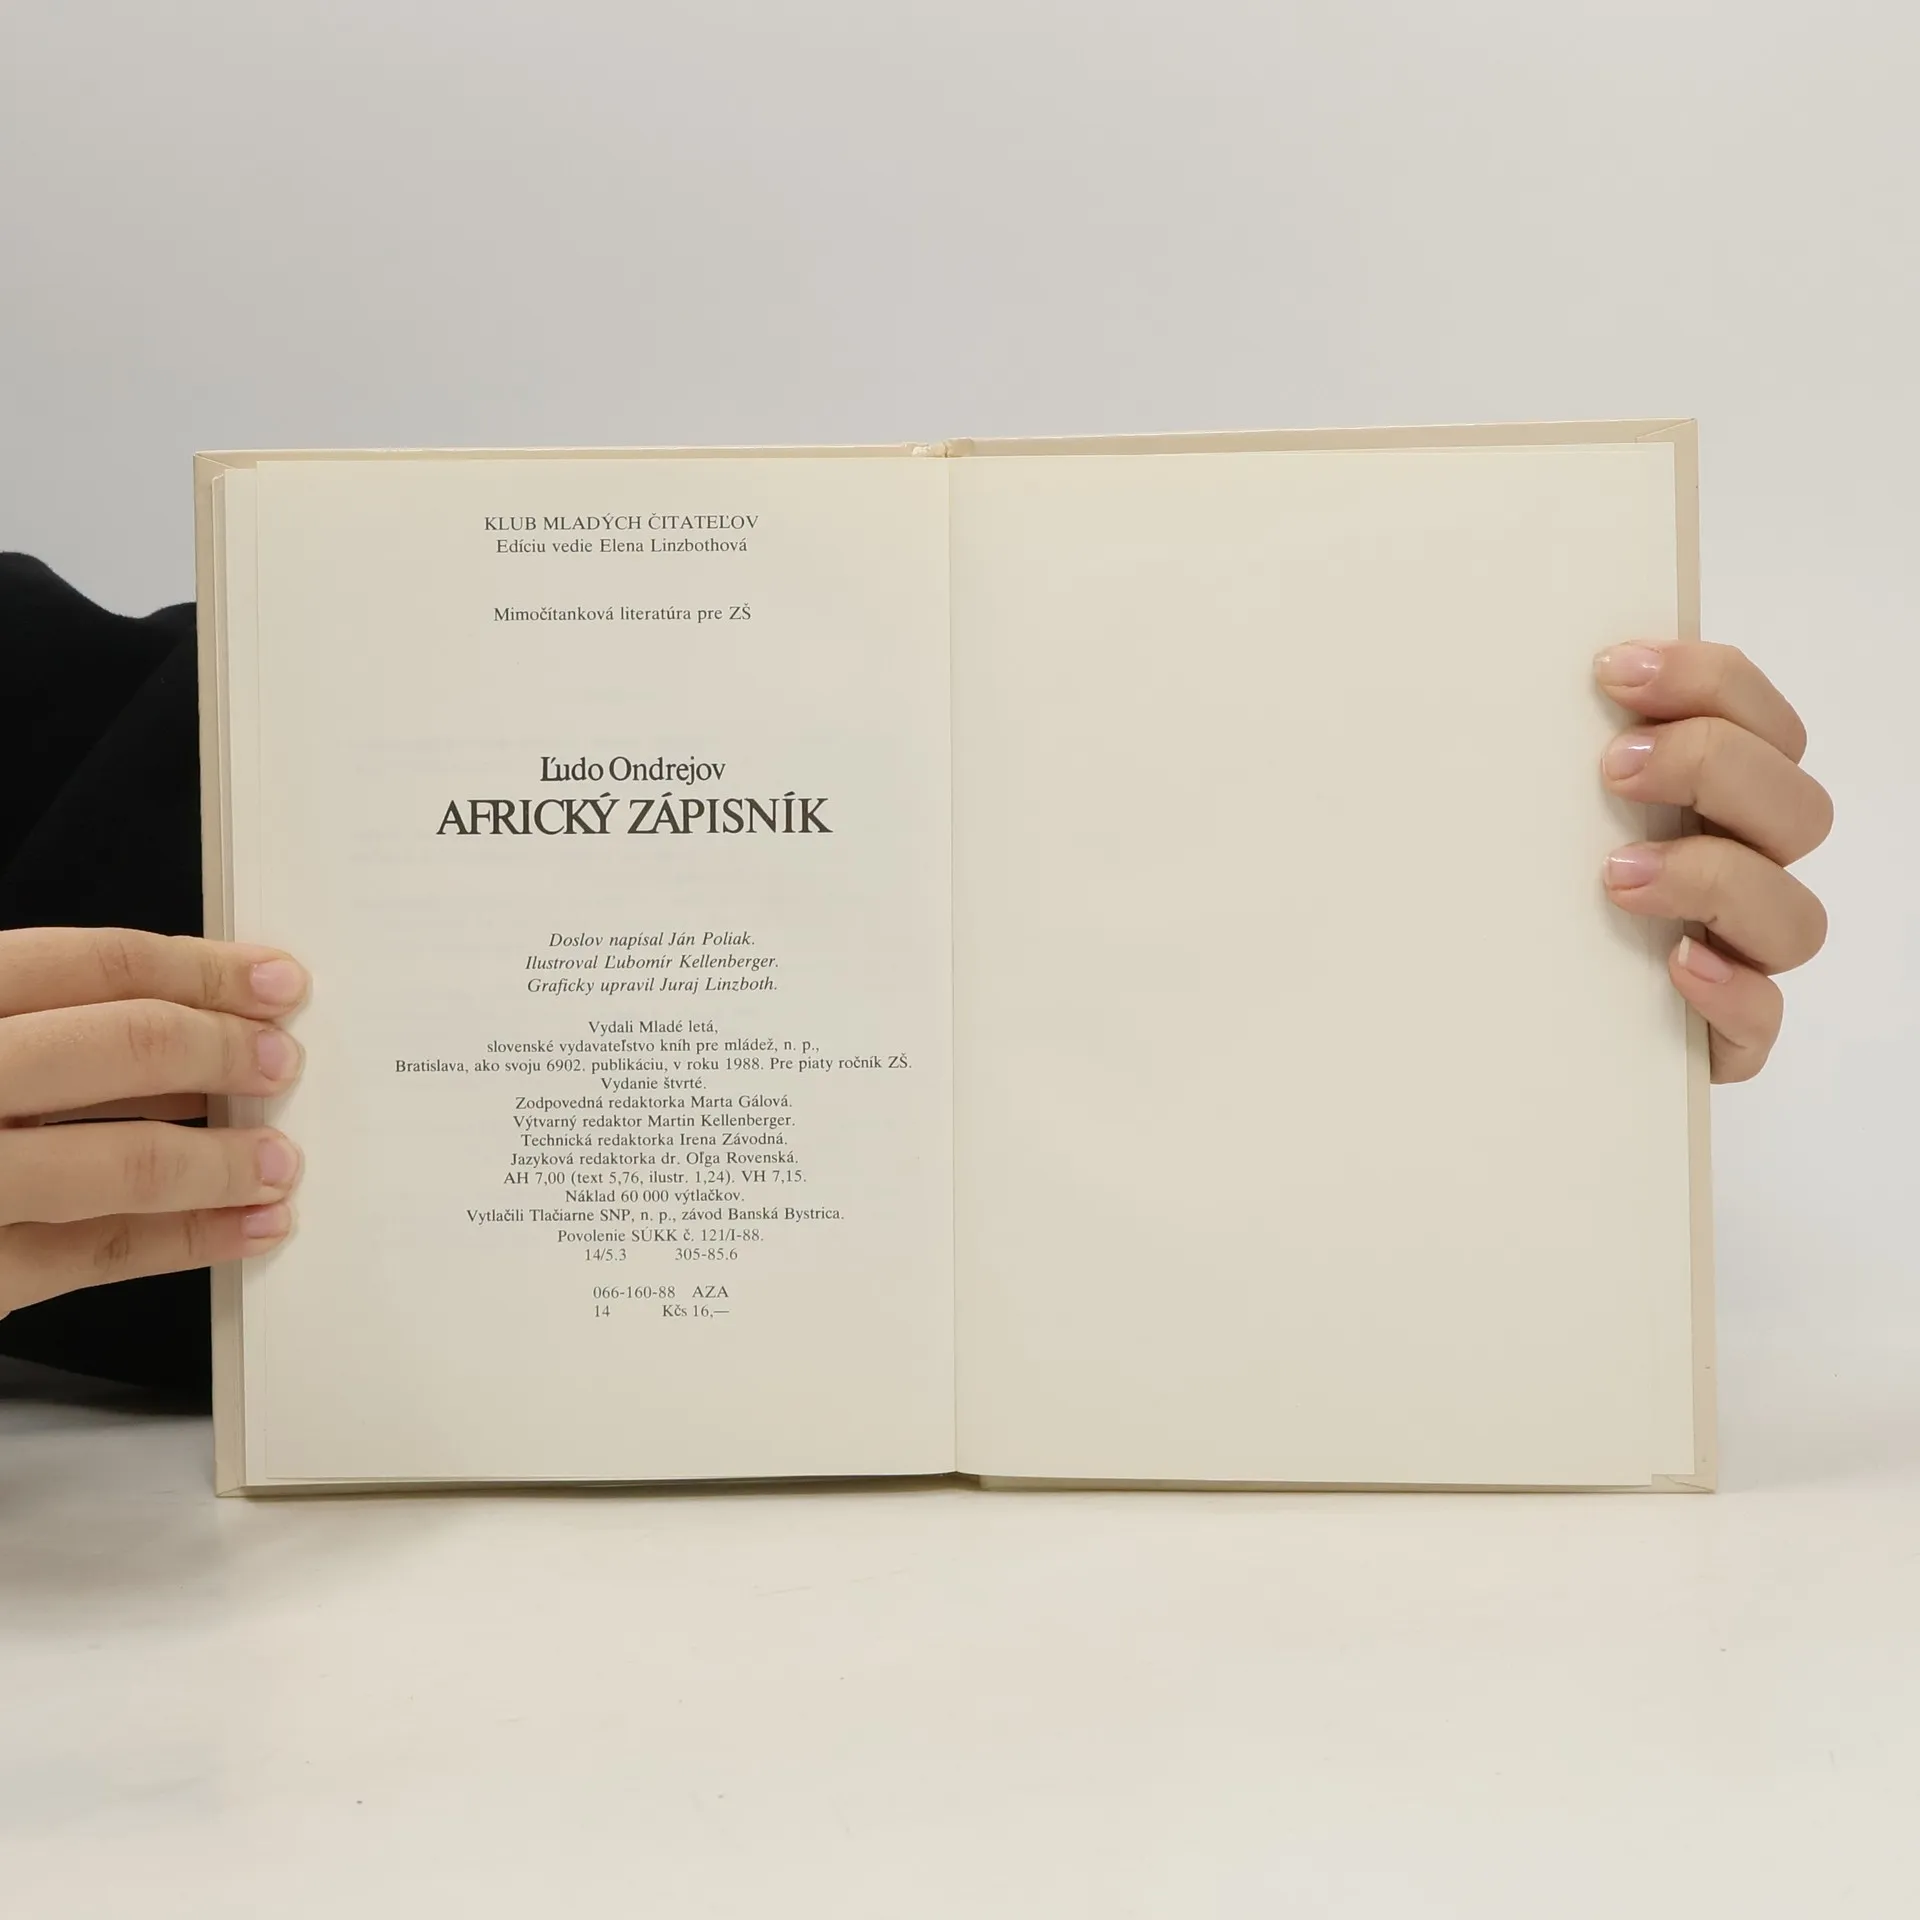 KLUB MLADÝCH ČITATEĽOV
Edíciu vedie Elena Linzbothová
Mimočítanková literatúra pre ZŠ
Ľudo Ondrejov
AFRICKÝ ZÁPISNÍK
Doslov napísal Ján Poliak.
Ilustroval Ľubomír Kellenberger.
Graficky upravil Juraj Linzboth.
Vydali Mladé letá,
slovenské vydavateľstvo kníh pre mládež, n. p.,
Bratislava, ako svoju 6902. publikáciu, v roku 1988. Pre piaty ročník ZŠ.
Vydanie štvrté.
Zodpovedná redaktorka Marta Gálová.
Výtvarný redaktor Martin Kellenberger.
Technická redaktorka Irena Závodná.
Jazyková redaktorka dr. Oľga Rovenská.
AH 7,00 (text 5,76, ilustr. 1,24). VH 7,15.
Náklad 60 000 výtlačkov.
Vytlačili Tlačiarne SNP, n. p., závod Banská Bystrica.
Povolenie SÚKK č. 121/I-88.
14/5.3 305-85.6
066-160-88 AZA
14 Kčs 16,—